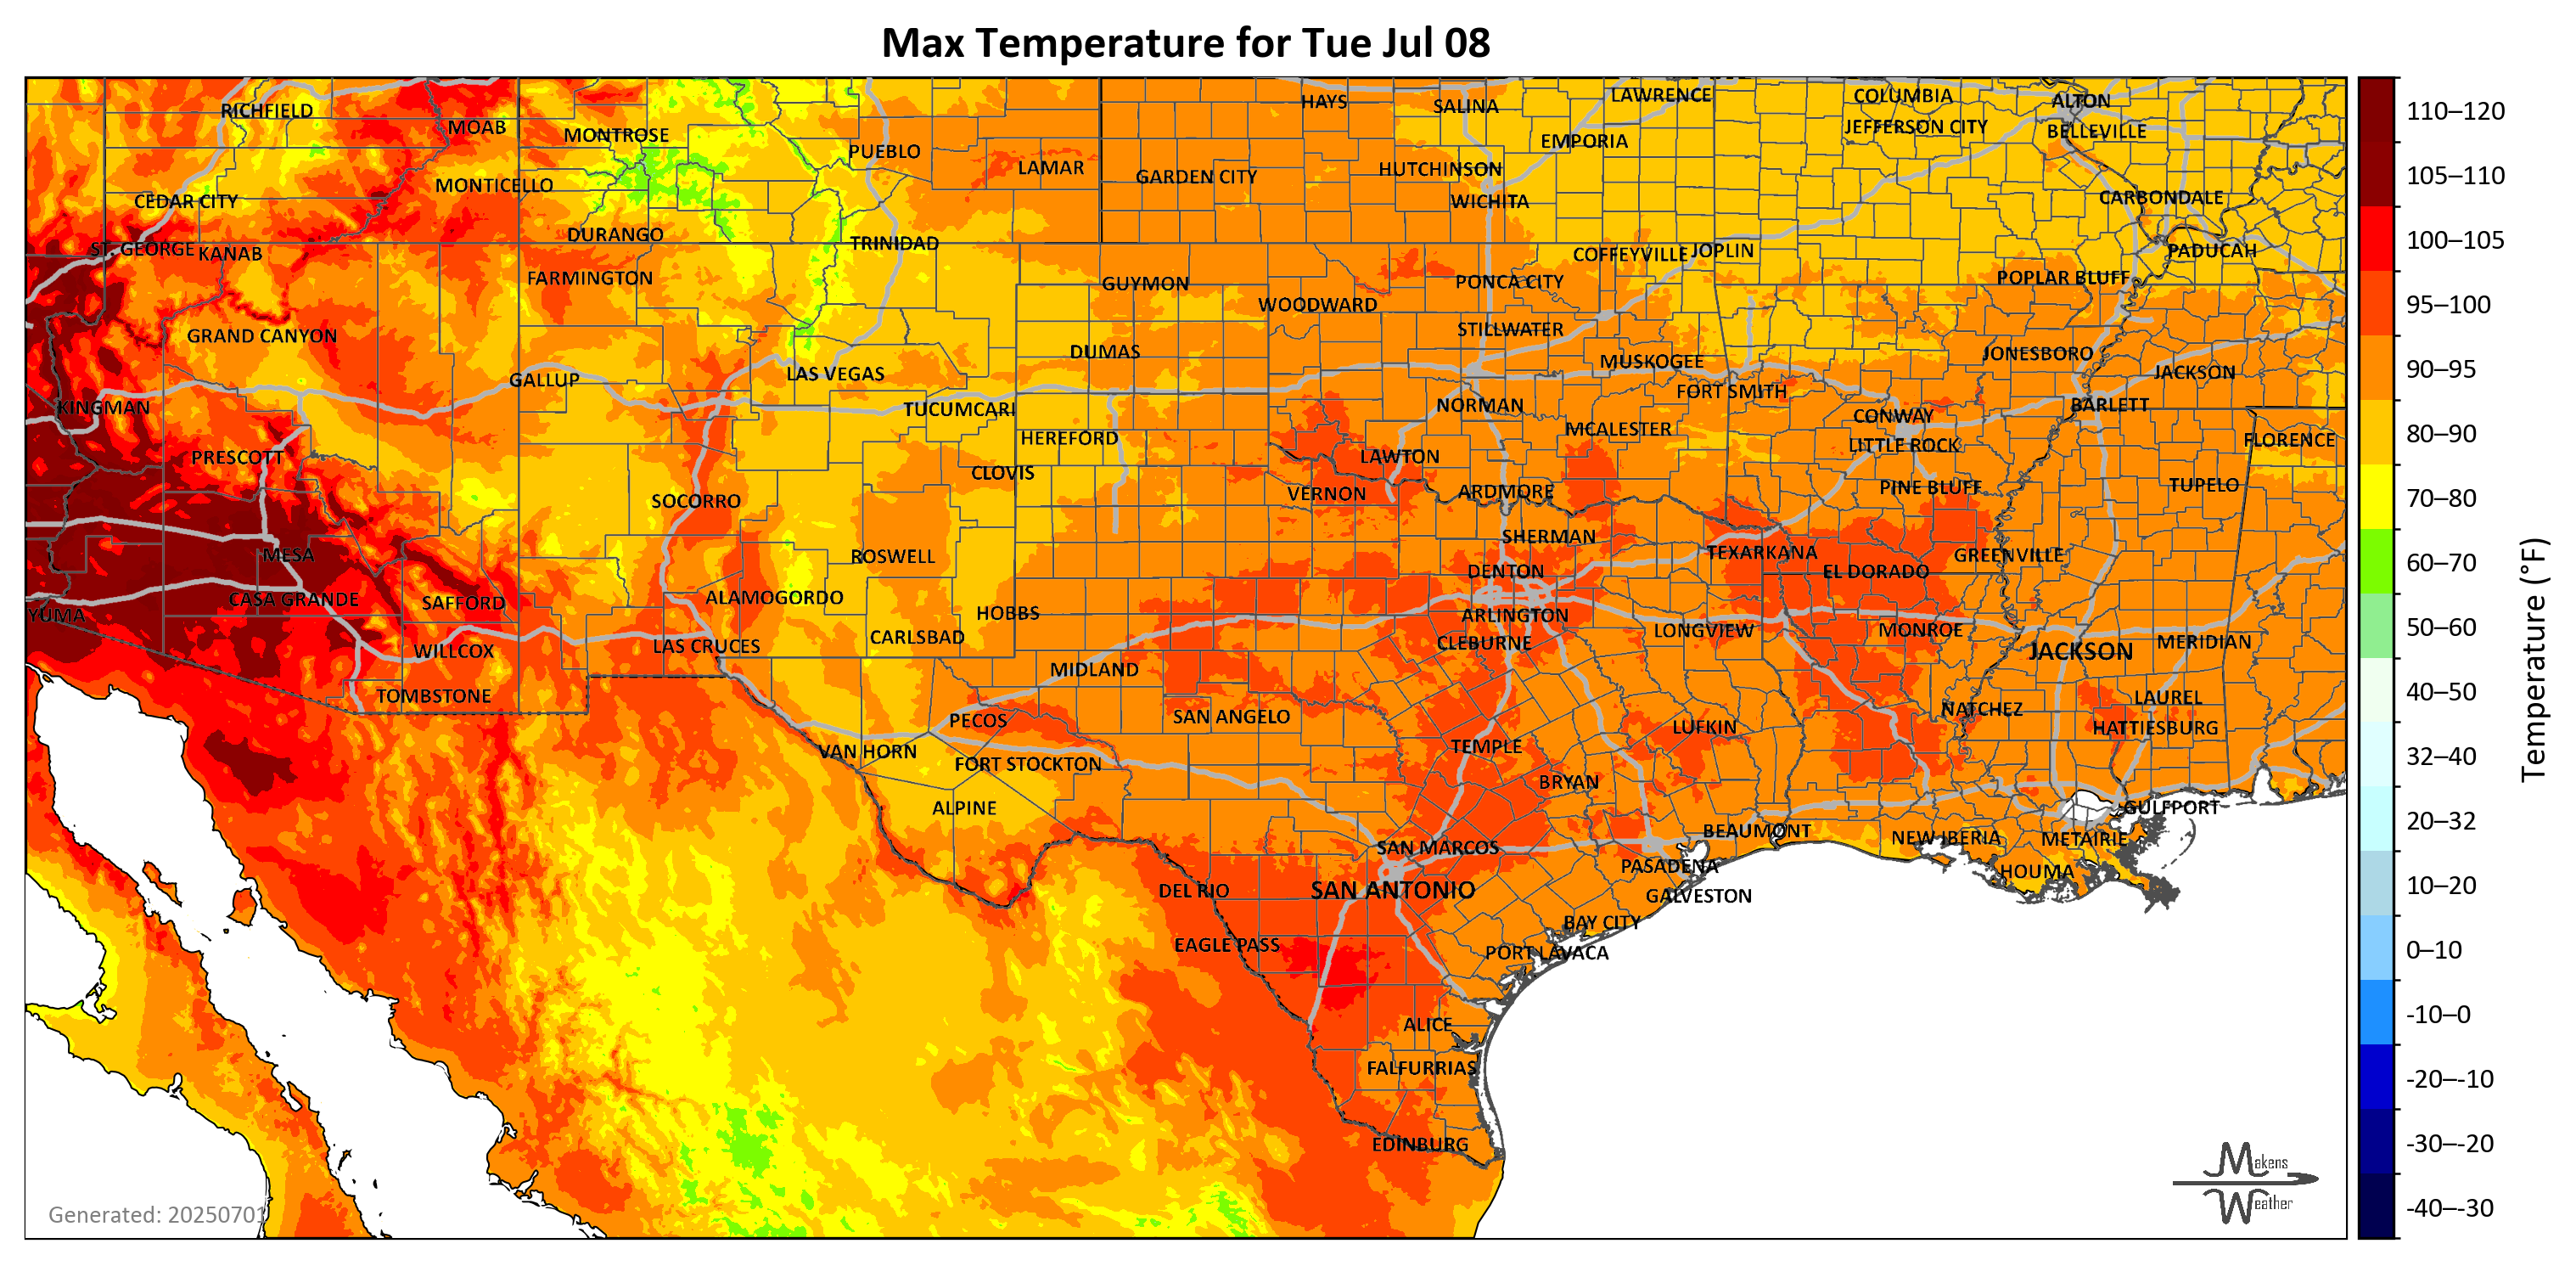 Max Temperature for Tue Jul 08
RICHFIELD
MOAB
MONTROSE
PUEBLO
LAMAR
HAYS
SALINA
LAWRENCE
COLUMBIA
ALTON
GARDEN CITY
HUTCHINSON
EMPORIA
JEFFERSON CITY
BELLEVILLE
CEDAR CITY
MONTICELLO
WICHITA
CARBONDALE
ST. GEORGE
KANAB
DURANGO
TRINIDAD
COFFEYVILLE
JOPLIN
PADUCAH
FARMINGTON
GUYMON
WOODWARD
PONCA CITY
POPLAR BLUFF
GRAND CANYON
DUMAS
STILLWATER
MUSKOGEE
JONESBORO
JACKSON
GALLUP
LAS VEGAS
FORT SMITH
KINGMAN
TUCUMCARI
NORMAN
CONWAY
BARLETT
HEREFORD
MCALESTER
LITTLE ROCK
FLORENCE
PRESCOTT
CLOVIS
LAWTON
SOCORRO
VERNON
ARDMORE
PINE BLUFF
TUPELO
MESA
ROSWELL
SHERMAN
TEXARKANA
GREENVILLE
DENTON
EL DORADO
CASA GRANDE
SAFFORD
ALAMOGORDO
HOBBS
YUMA
ARLINGTON
WILLCOX
LAS CRUCES
CARLSBAD
CLEBURNE
LONGVIEW
MONROE
JACKSON
MERIDIAN
TOMBSTONE
MIDLAND
PECOS
SAN ANGELO
NATCHEZ
LAUREL
VAN HORN
FORT STOCKTON
TEMPLE
LUFKIN
HATTIESBURG
ALPINE
BRYAN
GULFPORT
SAN MARCOS
BEAUMONT
NEW IBERIA
METAIRIE
DEL RIO
SAN ANTONIO
PASADENA
HOUMA
GALVESTON
EAGLE PASS
BAY CITY
PORT LAVACA
ALICE
FALFURRIAS
EDINBURG
Generated: 20250701
Makens
Weather
110–120
105–110
100–105
95–100
90–95
80–90
70–80
60–70
50–60
40–50
32–40
20–32
10–20
0–10
-10–0
-20–-10
-30–-20
-40–-30
Temperature (°F)